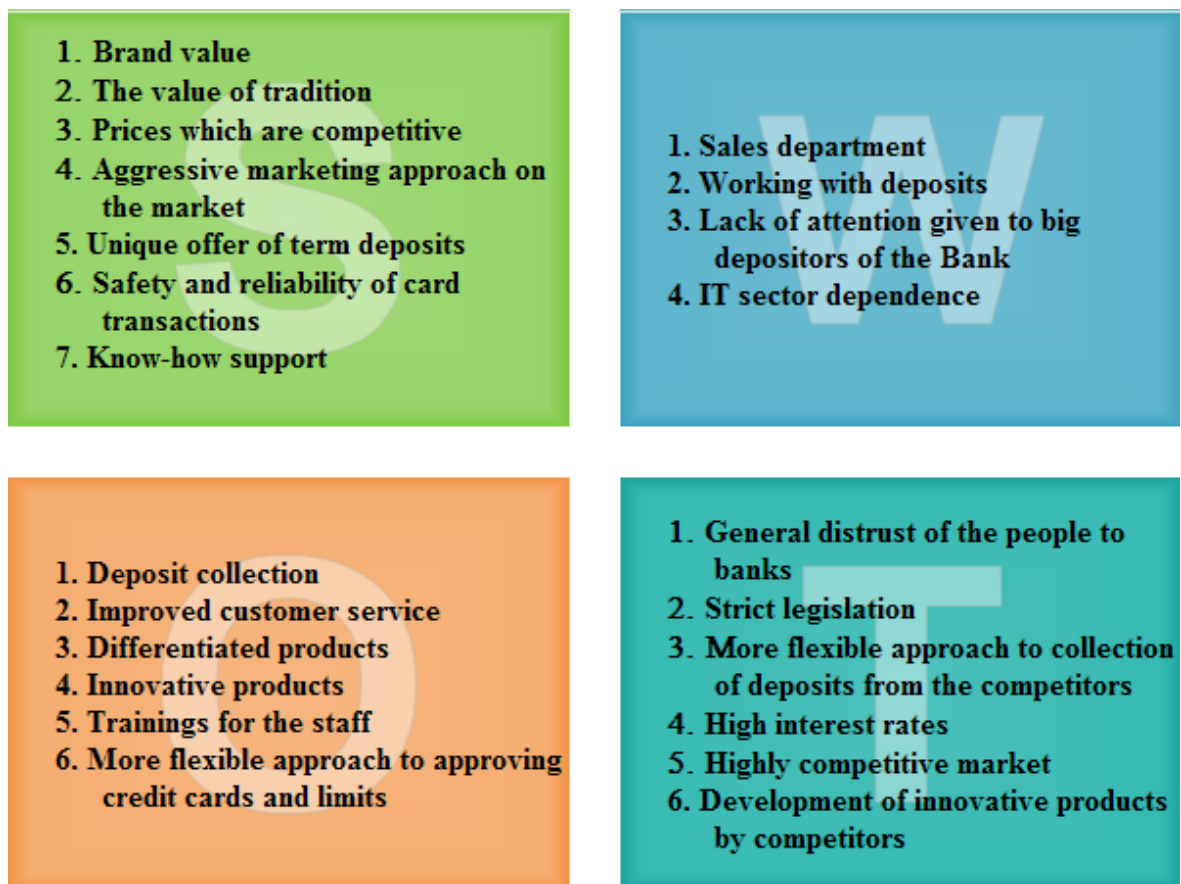 S
1. Brand value
2. The value of tradition
3. Prices which are competitive
4. Aggressive marketing approach on
the market
5. Unique offer of term deposits
6. Safety and reliability of card
transactions
7. Know-how support
W
1. Sales department
2. Working with deposits
3. Lack of attention given to big
depositors of the Bank
4. IT sector dependence
O
1. Deposit collection
2. Improved customer service
3. Differentiated products
4. Innovative products
5. Trainings for the staff
6. More flexible approach to approving
credit cards and limits
T
1. General distrust of the people to
banks
2. Strict legislation
3. More flexible approach to collection
of deposits from the competitors
4. High interest rates
5. Highly competitive market
6. Development of innovative products
by competitors